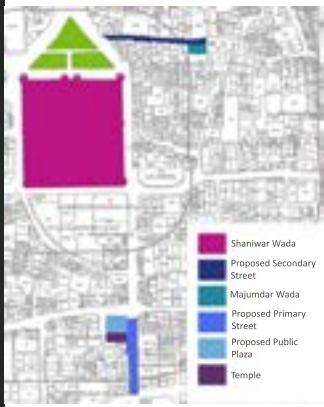 Shaniwar Wada
Proposed Secondary
Street
Majumdar Wada
Proposed Primary
Street
Proposed Public
Plaza
Temple